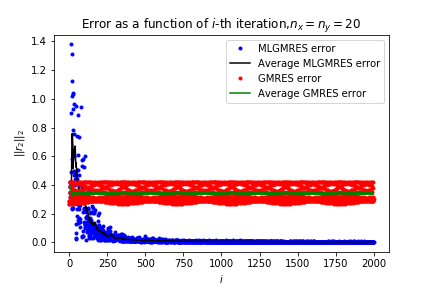 Error as a function of i-th iteration,nₓ = nᵧ = 20
MLGMRES error
Average MLGMRES error
GMRES error
Average GMRES error
||r₂||₂
1.4
1.2
1.0
0.8
0.6
0.4
0.2
0.0
0 250 500 750 1000 1250 1500 1750 2000
i